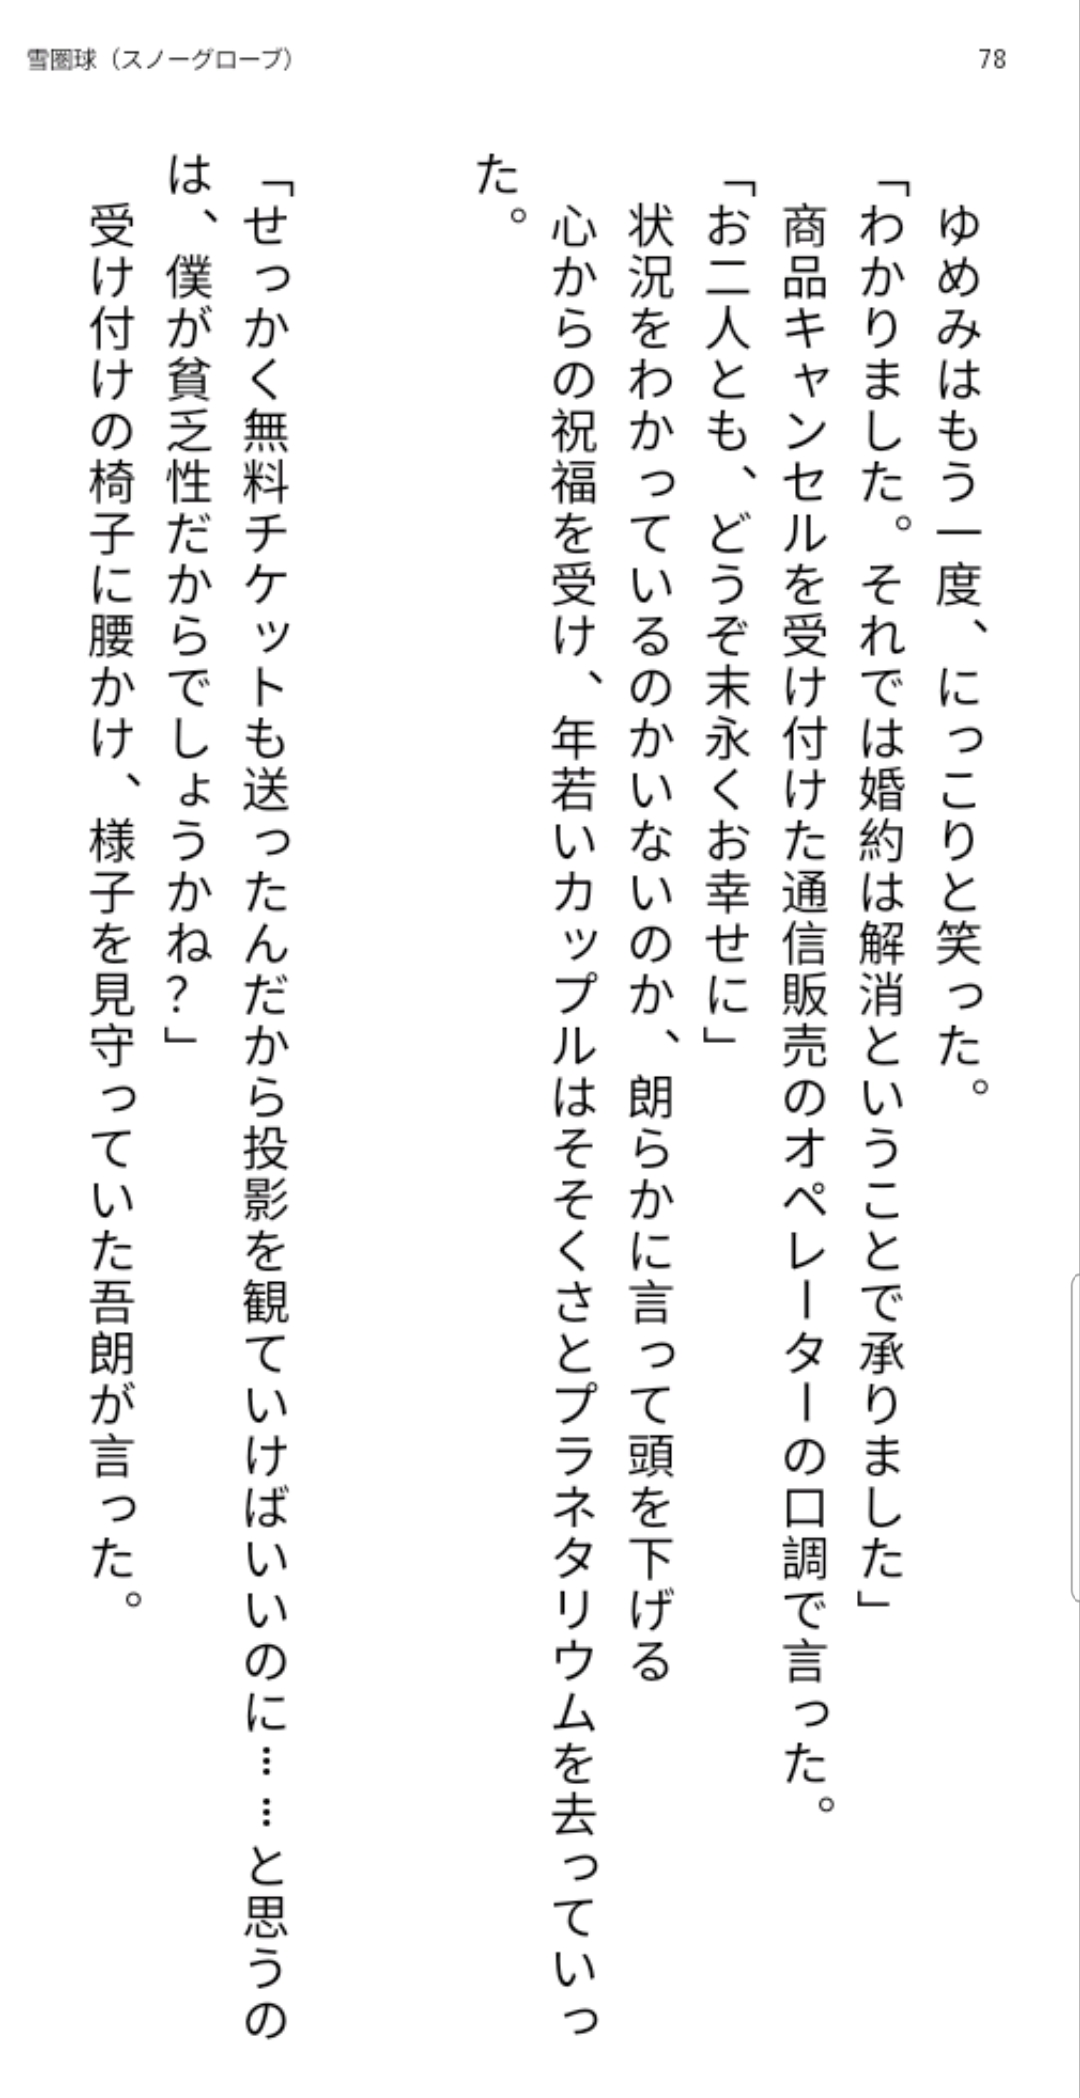 雪圏球（スノーグローブ）
78
ゆめみはもう一度、にっこりと笑った。
「わかりました。それでは婚約は解消ということで承りました」
商品キャンセルを受け付けた通信販売のオペレーターの口調で言った。
「お二人とも、どうぞ末永くお幸せに」
状況をわかっているのかいないのか、朗らかに言って頭を下げる
心からの祝福を受け、年若いカップルはそそくさとプラネタリウムを去っていっ
た。
「せっかく無料チケットも送ったんだから投影を観ていけばいいのに……と思うの
は、僕が貧乏性だからでしょうかね？」
受け付けの椅子に腰かけ、様子を見守っていた吾朗が言った。